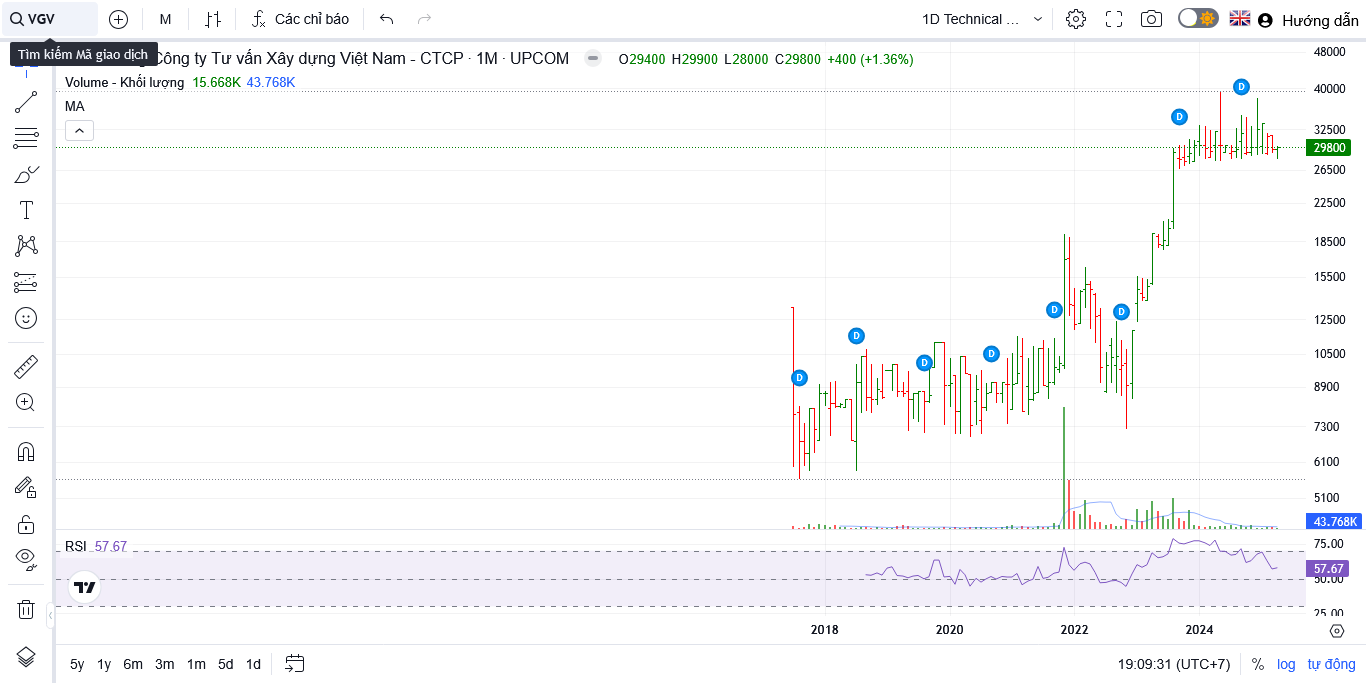 VGV
M
Các chỉ báo
1D Technical ...
Hướng dẫn
Tìm kiếm Mã giao dịch
Công ty Tư vấn Xây dựng Việt Nam - CTCP · 1M · UPCOM
O29400 H29900 L28000 C29800 +400 (+1.36%)
Volume - Khối lượng 15.668K 43.768K
MA
48000
40000
32500
29800
26500
22500
18500
15500
12500
10500
8900
7300
6100
5100
43.768K
D
D
D
D
D
D
D
D
RSI 57.67
75.00
57.67
50.00
25.00
2018
2020
2022
2024
5y 1y 6m 3m 1m 5d 1d
19:09:31 (UTC+7)
%
log
tự động